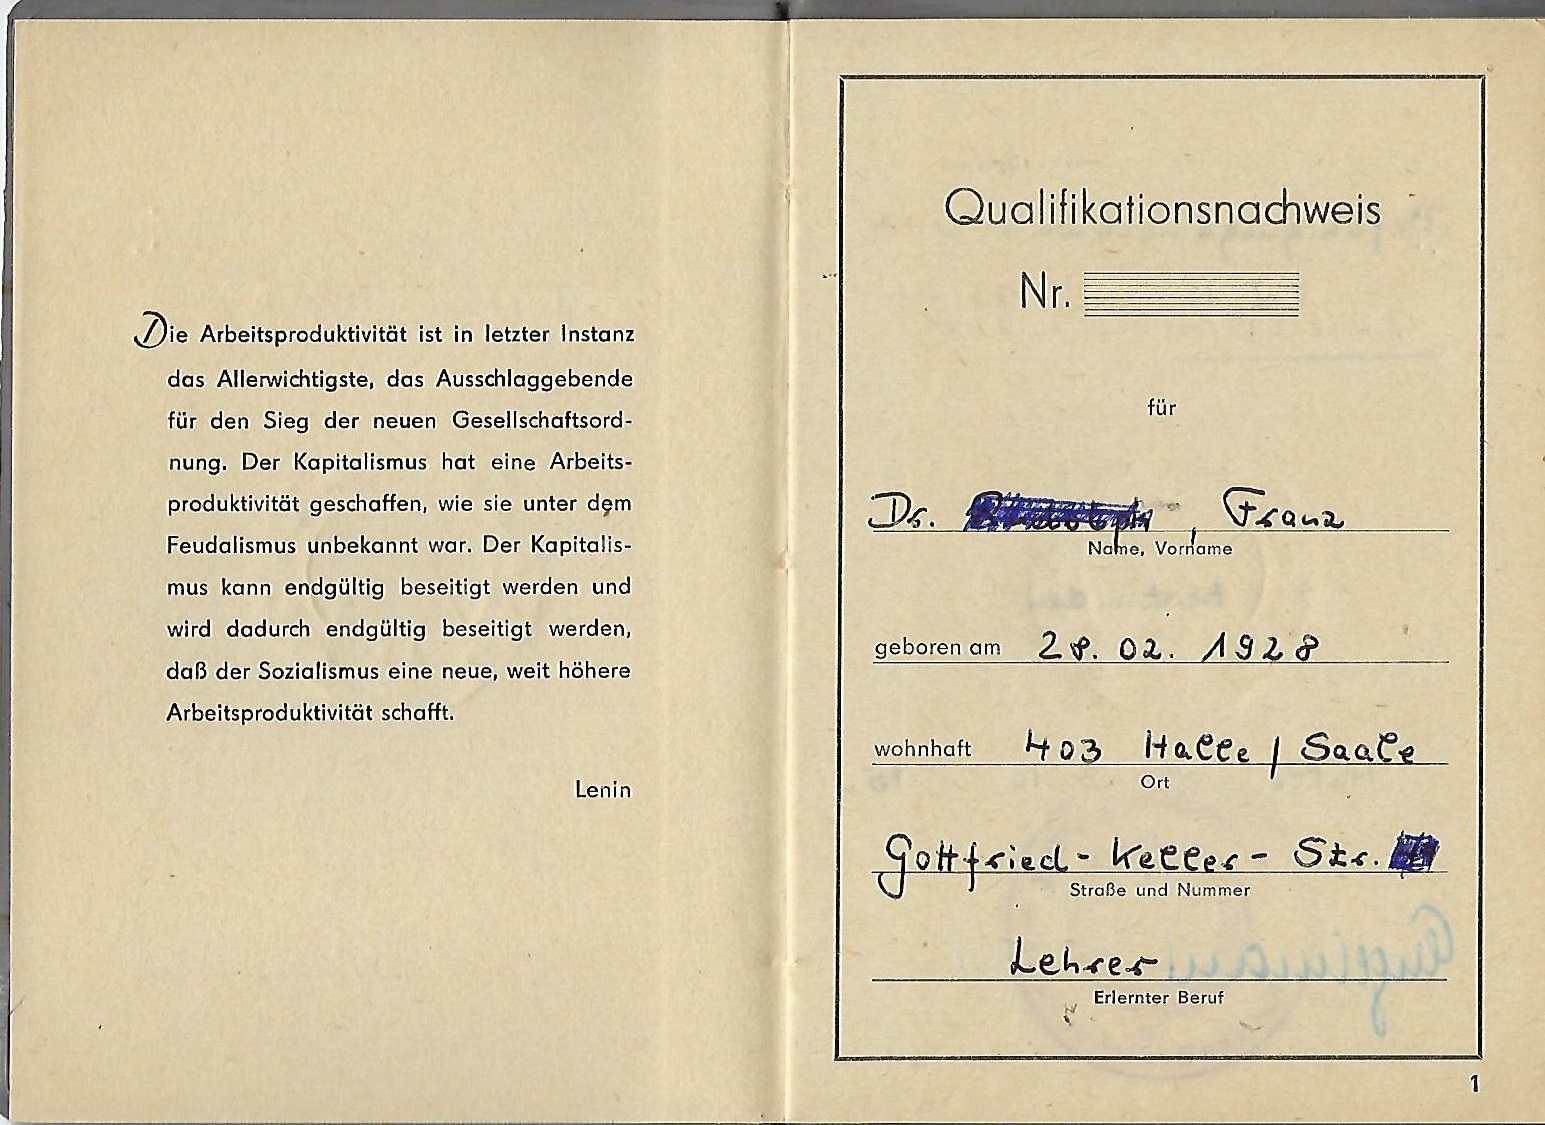 Die Arbeitsproduktivität ist in letzter Instanz
das Allerwichtigste, das Ausschlaggebende
für den Sieg der neuen Gesellschaftsord-
nung. Der Kapitalismus hat eine Arbeits-
produktivität geschaffen, wie sie unter dem
Feudalismus unbekannt war. Der Kapitalis-
mus kann endgültig beseitigt werden und
wird dadurch endgültig beseitigt werden,
daß der Sozialismus eine neue, weit höhere
Arbeitsproduktivität schafft.
Lenin
Qualifikationsnachweis
Nr.
für
Dr. , Franz
Name, Vorname
geboren am 28. 02. 1928
wohnhaft 403 Halle / Saale
Ort
Gottfried-Keller-Str.
Straße und Nummer
Lehrer
Erlernter Beruf
1